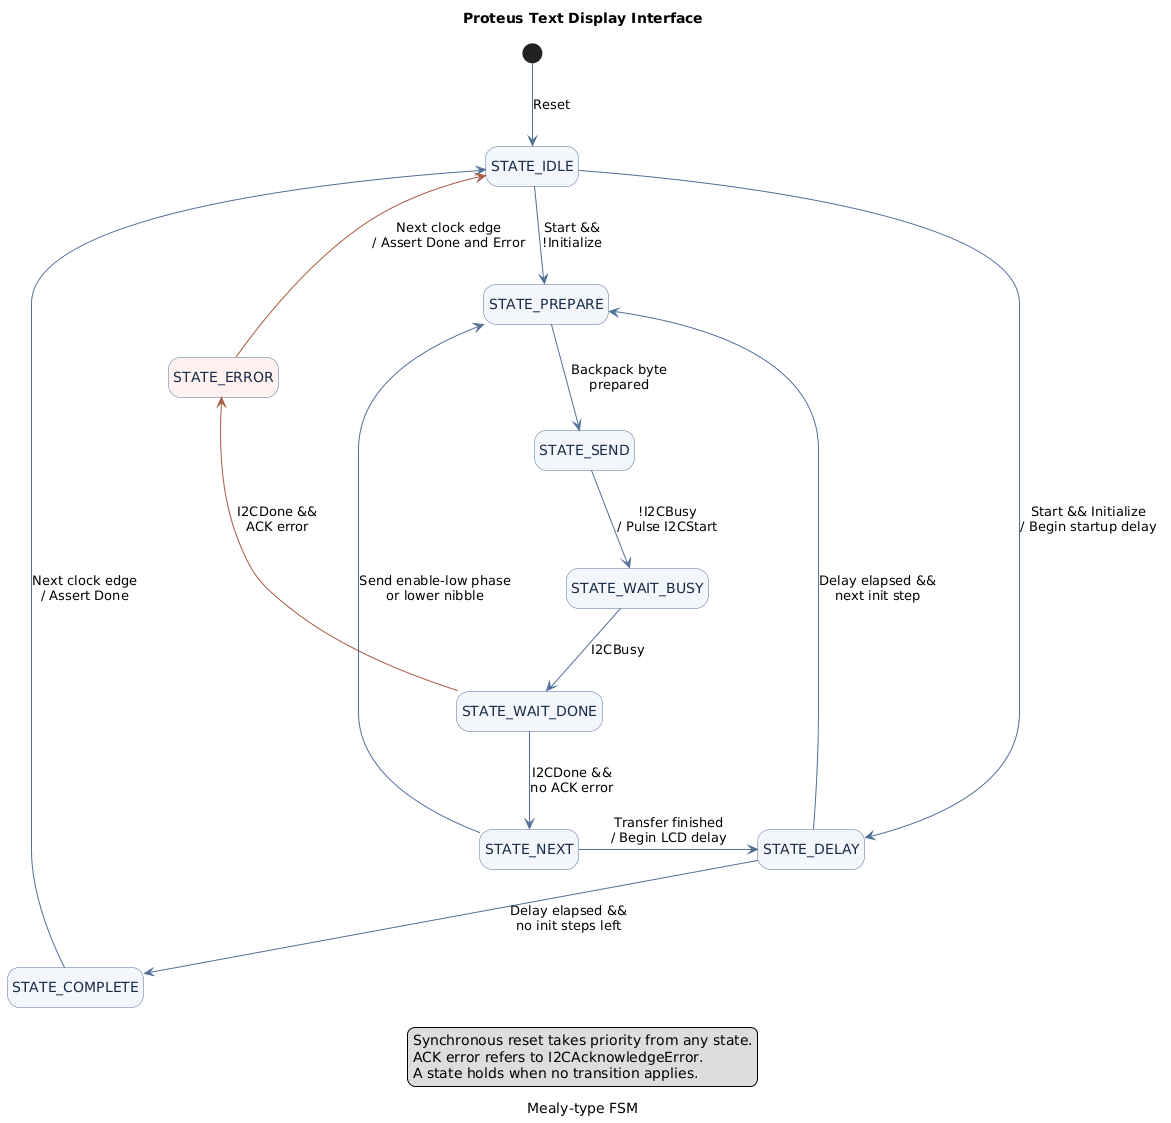 Proteus Text Display Interface
Reset
STATE_IDLE
Next clock edge
/ Assert Done and Error
Start &&
!Initialize
STATE_PREPARE
STATE_ERROR
Backpack byte
prepared
STATE_SEND
I2CDone &&
ACK error
!I2CBusy
/ Pulse I2CStart
Start && Initialize
/ Begin startup delay
Next clock edge
/ Assert Done
Send enable-low phase
or lower nibble
STATE_WAIT_BUSY
Delay elapsed &&
next init step
I2CBusy
STATE_WAIT_DONE
I2CDone &&
no ACK error
Transfer finished
/ Begin LCD delay
STATE_NEXT
STATE_DELAY
Delay elapsed &&
no init steps left
STATE_COMPLETE
Synchronous reset takes priority from any state.
ACK error refers to I2CAcknowledgeError.
A state holds when no transition applies.
Mealy-type FSM